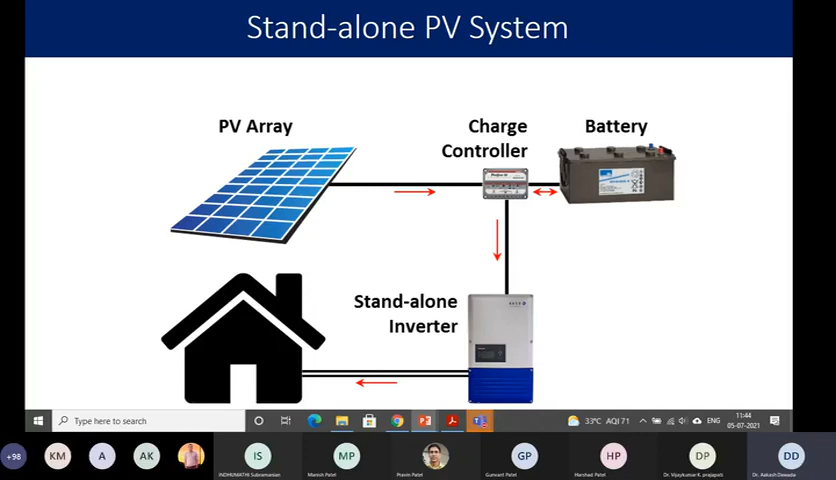 Stand-alone PV System
PV Array
Charge
Controller
Battery
Stand-alone
Inverter
Type here to search
33°C AQI 71
ENG
11:44
05-07-2021
+98
KM
A
AK
IS
MP
GP
HP
DP
DD
INDHUMATHI Subramanian
Manish Patel
Pravin Patel
Gunvant Patel
Harshad Patel
Dr. Vijaykumar K. prajapati
Dr. Aakash Dewadia